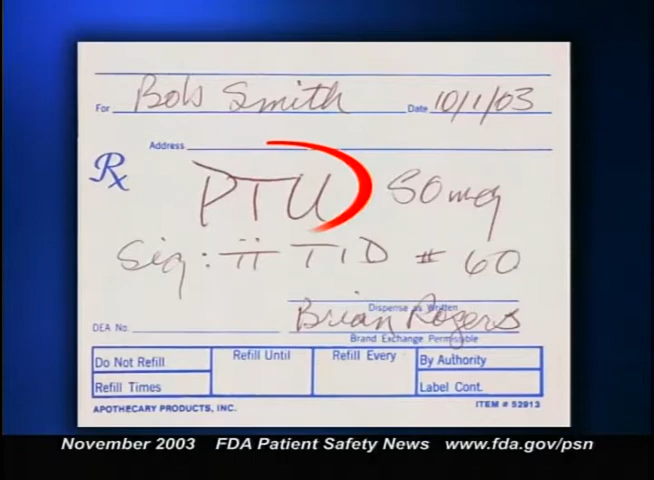 For Bob Smith Date 10/1/03
Address
Rx PTU 50mg
Sig: ii TID # 60
Dispense as Written
Brian Rogers
DEA No. Brand Exchange Permissible
Do Not Refill Refill Until Refill Every By Authority
Refill Times Label Cont.
APOTHECARY PRODUCTS, INC. ITEM # 52913
November 2003 FDA Patient Safety News www.fda.gov/psn